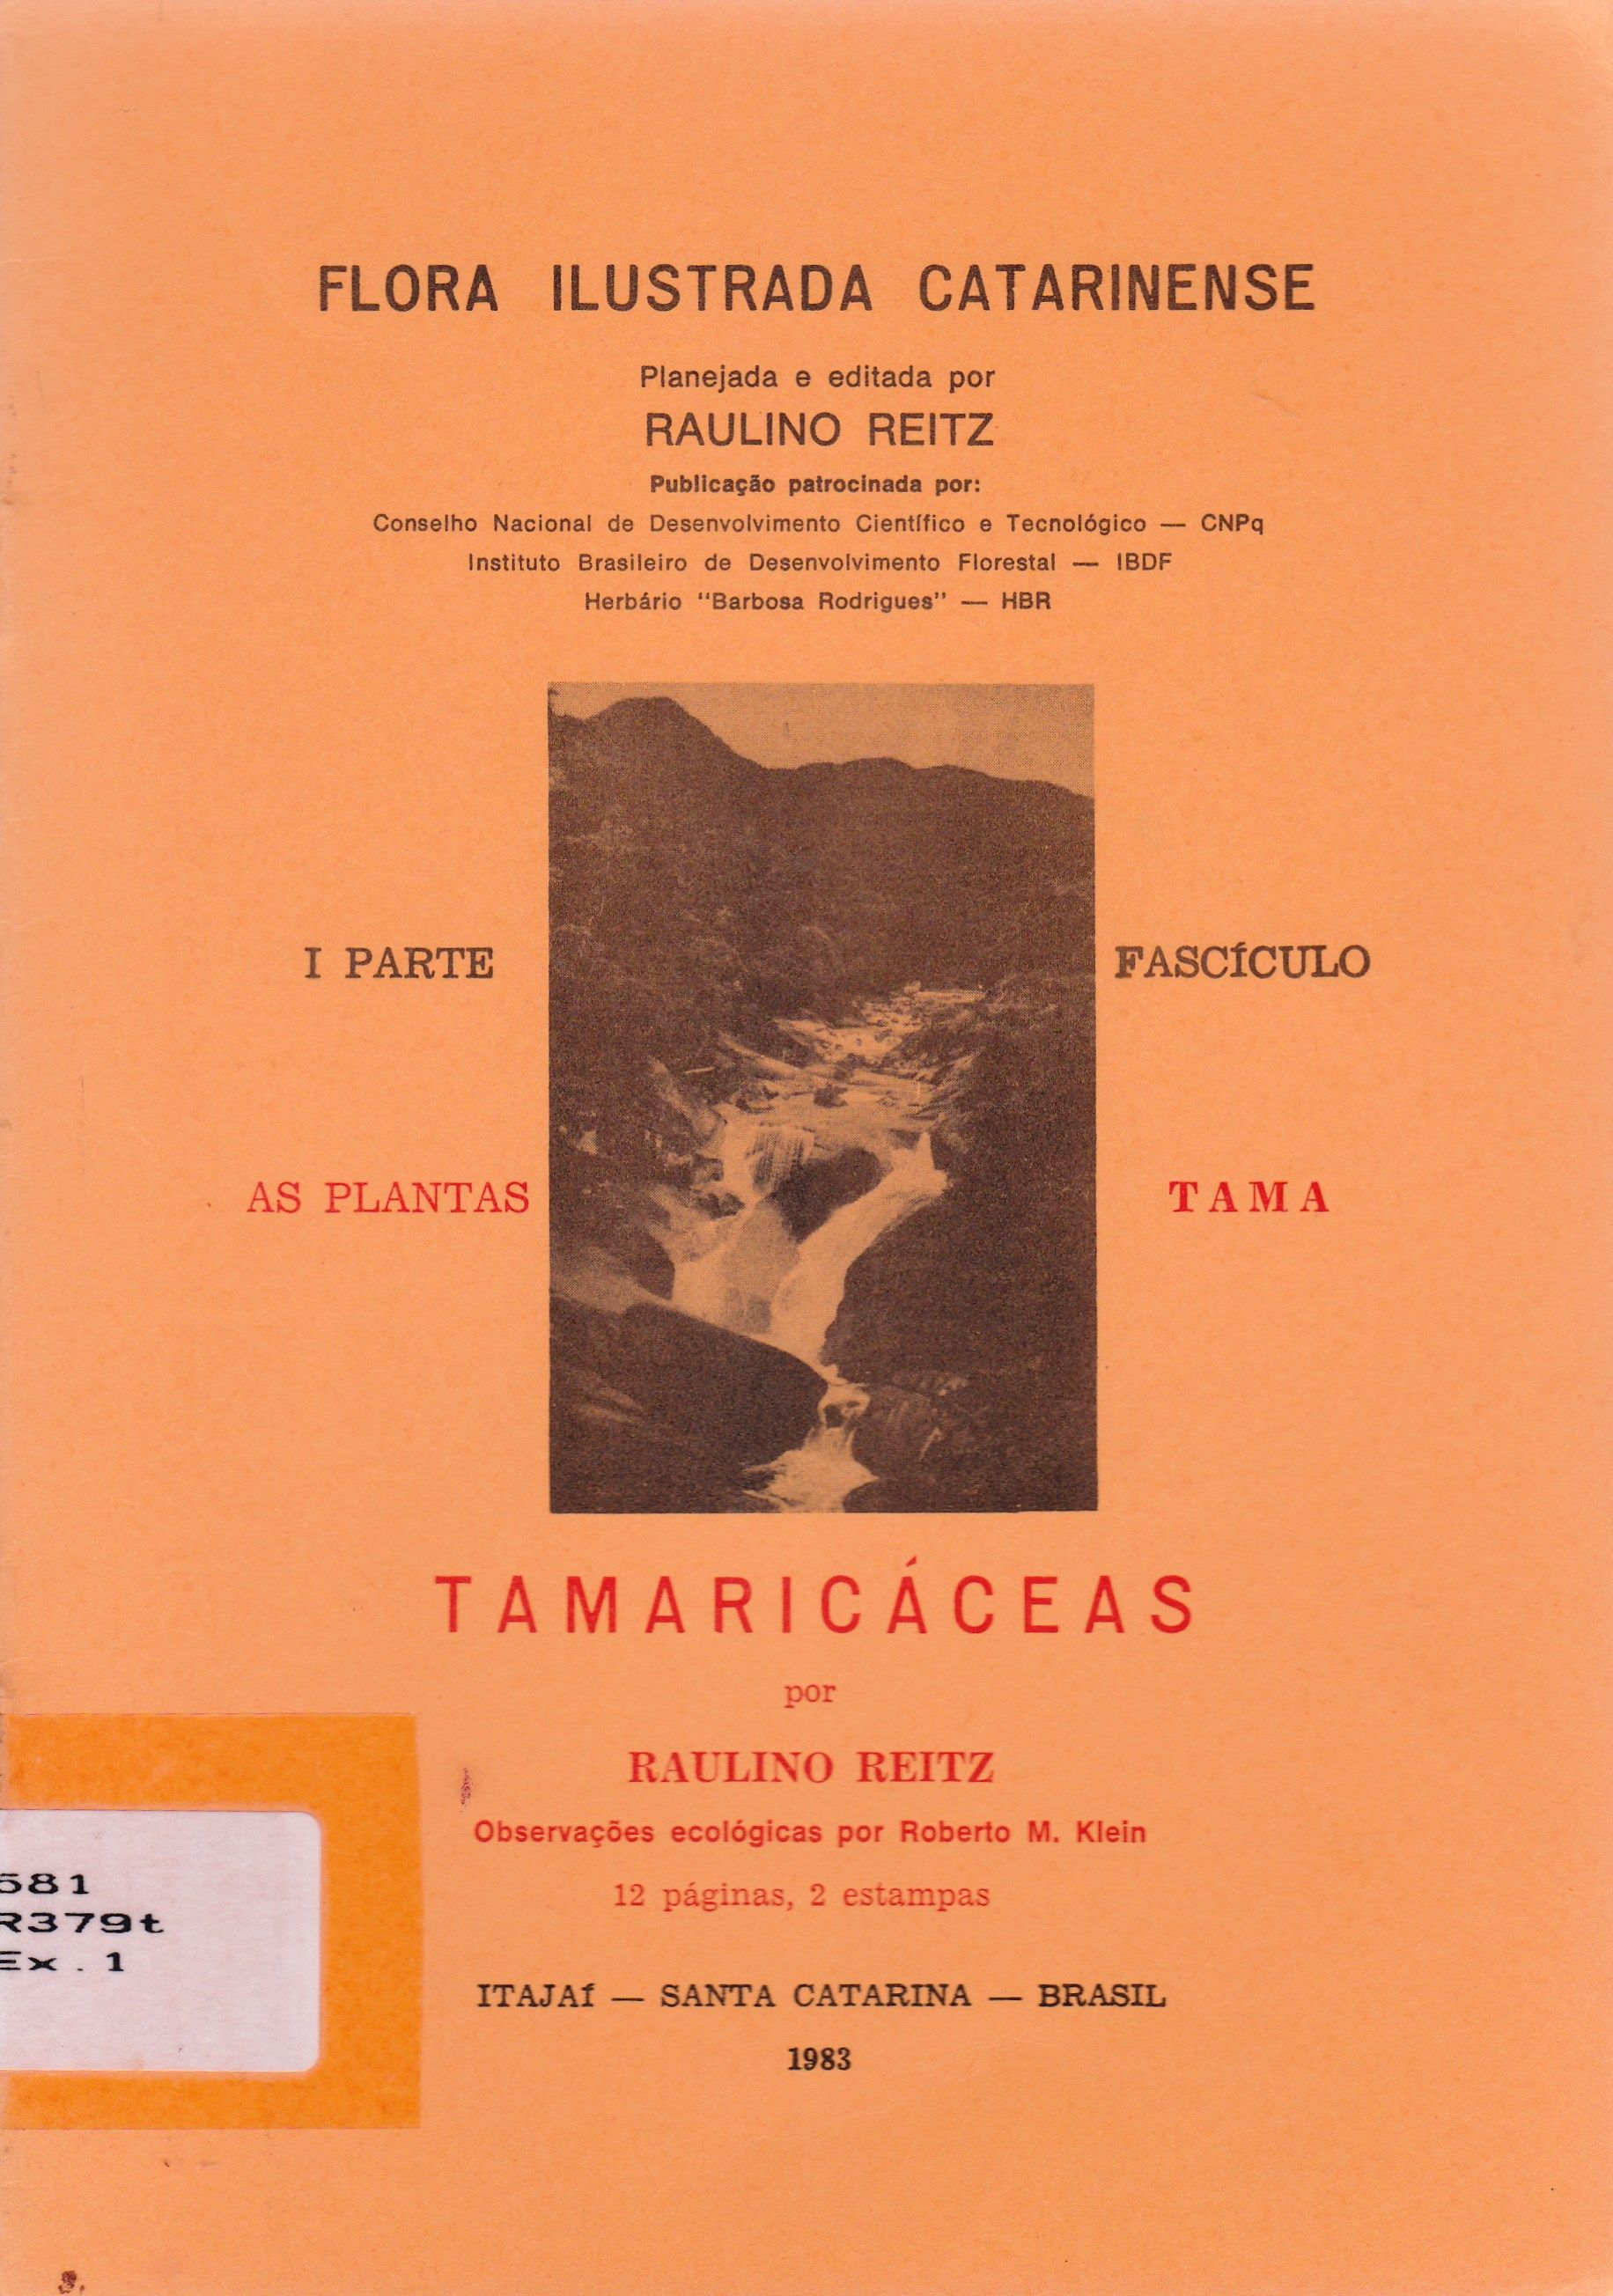 FLORA ILUSTRADA CATARINENSE
Planejada e editada por
RAULINO REITZ
Publicação patrocinada por:
Conselho Nacional de Desenvolvimento Científico e Tecnológico — CNPq
Instituto Brasileiro de Desenvolvimento Florestal — IBDF
Herbário "Barbosa Rodrigues" — HBR
I PARTE
FASCÍCULO
AS PLANTAS
TAMA
TAMARICÁCEAS
por
RAULINO REITZ
Observações ecológicas por Roberto M. Klein
12 páginas, 2 estampas
ITAJAÍ — SANTA CATARINA — BRASIL
1983
581
R379t
Ex. 1